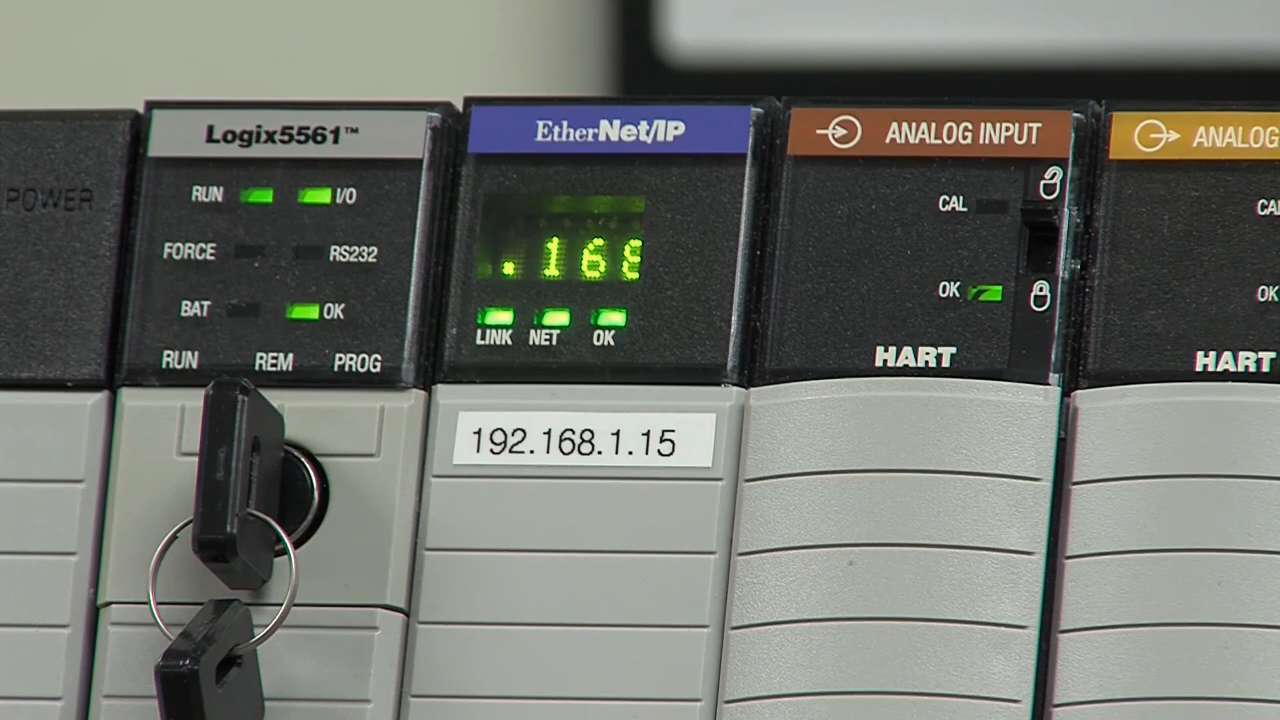 POWER
Logix5561™
RUN I/O
FORCE RS232
BAT OK
RUN REM PROG
EtherNet/IP
.168
LINK NET OK
192.168.1.15
ANALOG INPUT
CAL
OK
HART
ANALOG
CAL
OK
HART